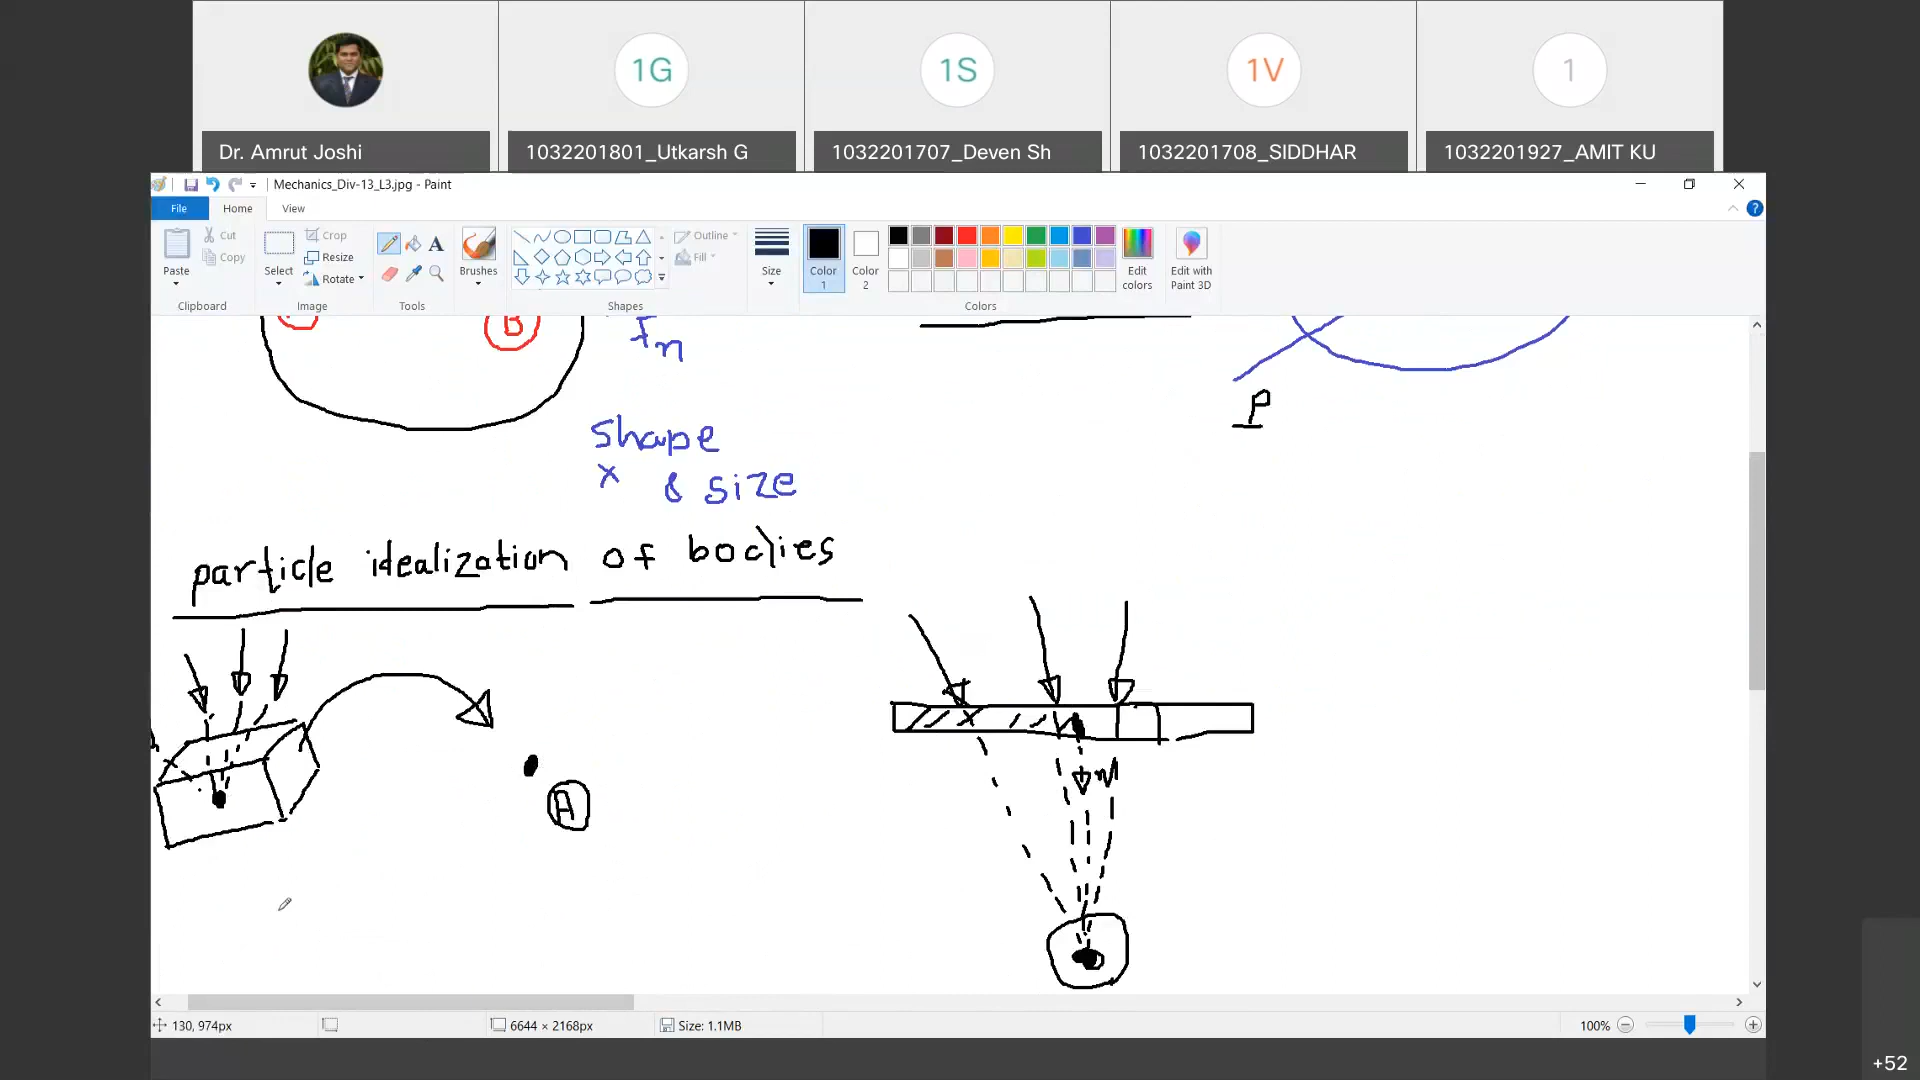 1G
1S
1V
1
Dr. Amrut Joshi
1032201801_Utkarsh G
1032201707_Deven Sh
1032201708_SIDDHAR
1032201927_AMIT KU
Mechanics_Div-13_L3.jpg - Paint
File
Home
View
Paste
Cut
Copy
Clipboard
Select
Crop
Resize
Rotate
Image
A
Tools
Brushes
Outline
Fill
Shapes
Size
Color 1
Color 2
Edit colors
Edit with Paint 3D
Colors
B
Fn
P
shape
x & size
particle idealization of bodies
A
W
130, 974px
6644 × 2168px
Size: 1.1MB
100%
+52